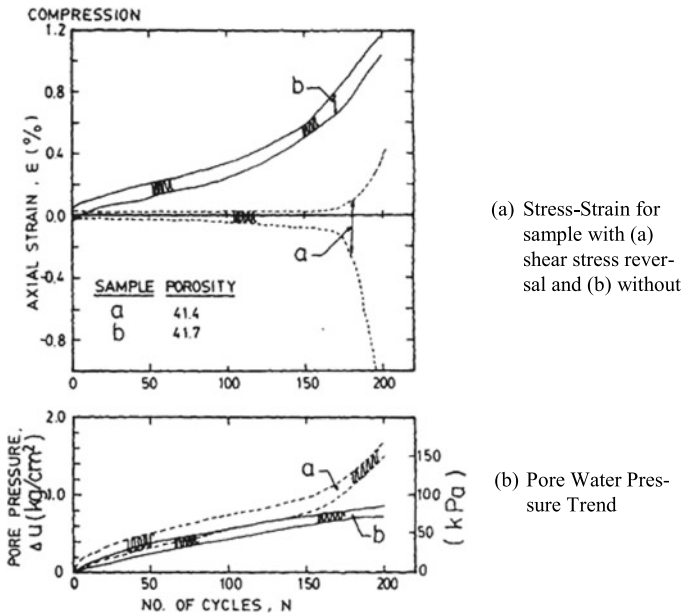 COMPRESSION
1.2
0.8
0.4
0.0
-0.4
-0.8
AXIAL STRAIN, E (%)
b
a
SAMPLE POROSITY
a 41.4
b 41.7
0 50 100 150 200
(a) Stress-Strain for
sample with (a)
shear stress rever-
sal and (b) without
2.0
1.0
0
PORE PRESSURE,
Δu (kg/cm²)
a
b
150
100
50
0
(kPa)
0 50 100 150 200
NO. OF CYCLES, N
(b) Pore Water Pres-
sure Trend